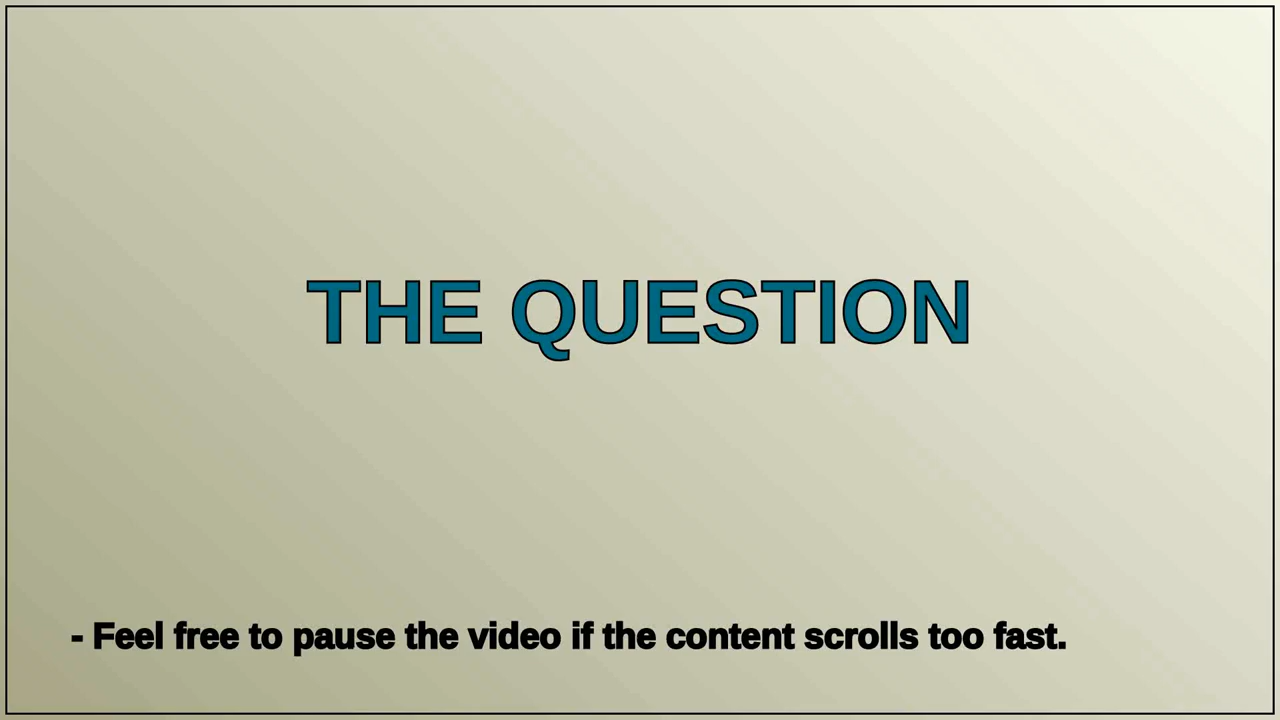 THE QUESTION
- Feel free to pause the video if the content scrolls too fast.